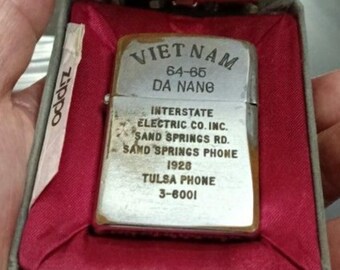 VIETNAM
64-65
DA NANG
INTERSTATE
ELECTRIC CO. INC.
SAND SPRINGS RD.
SAND SPRINGS PHONE
1928
TULSA PHONE
3-6001
Zippo